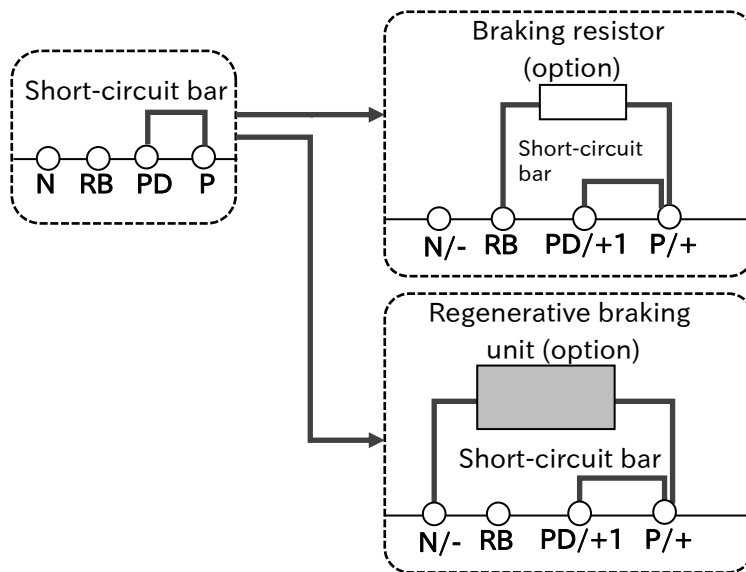 Short-circuit bar
N RB PD P
Braking resistor
(option)
Short-circuit
bar
N/- RB PD/+1 P/+
Regenerative braking
unit (option)
Short-circuit bar
N/- RB PD/+1 P/+